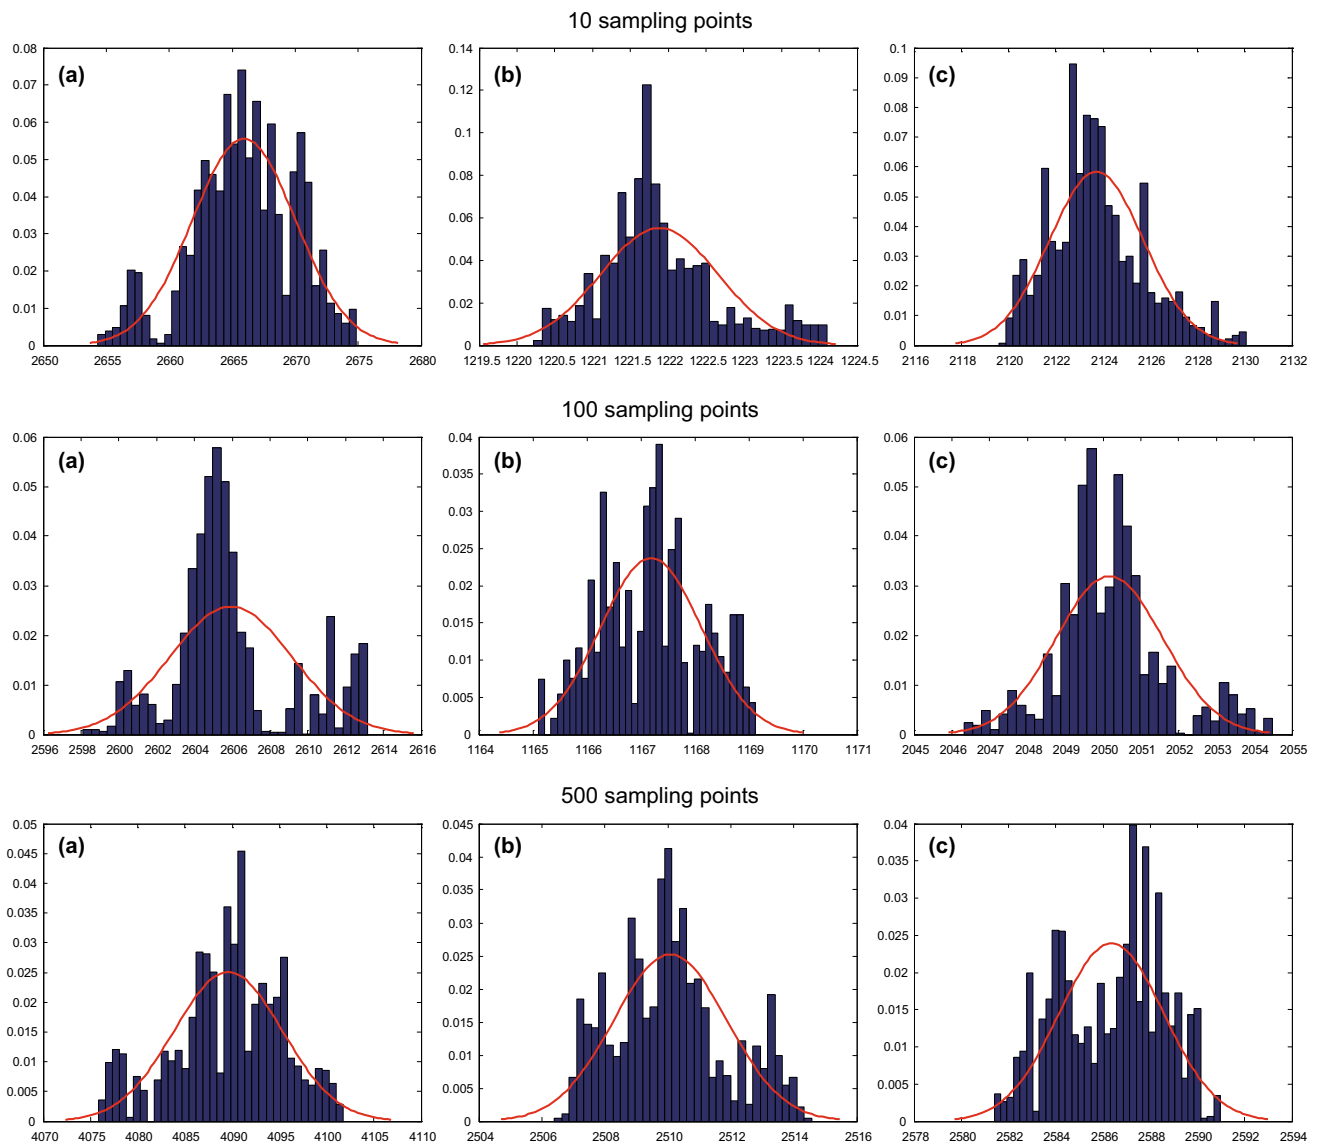 10 sampling points
0.08 0.07 0.06 0.05 0.04 0.03 0.02 0.01 0
(a)
2650 2655 2660 2665 2670 2675 2680
0.14 0.12 0.1 0.08 0.06 0.04 0.02 0
(b)
1219.5 1220 1220.5 1221 1221.5 1222 1222.5 1223 1223.5 1224 1224.5
0.1 0.09 0.08 0.07 0.06 0.05 0.04 0.03 0.02 0.01 0
(c)
2116 2118 2120 2122 2124 2126 2128 2130 2132
100 sampling points
0.06 0.05 0.04 0.03 0.02 0.01 0
(a)
2596 2598 2600 2602 2604 2606 2608 2610 2612 2614 2616
0.04 0.035 0.03 0.025 0.02 0.015 0.01 0.005 0
(b)
1164 1165 1166 1167 1168 1169 1170 1171
0.06 0.05 0.04 0.03 0.02 0.01 0
(c)
2045 2046 2047 2048 2049 2050 2051 2052 2053 2054 2055
500 sampling points
0.05 0.045 0.04 0.035 0.03 0.025 0.02 0.015 0.01 0.005 0
(a)
4070 4075 4080 4085 4090 4095 4100 4105 4110
0.045 0.04 0.035 0.03 0.025 0.02 0.015 0.01 0.005 0
(b)
2504 2506 2508 2510 2512 2514 2516
0.04 0.035 0.03 0.025 0.02 0.015 0.01 0.005 0
(c)
2578 2580 2582 2584 2586 2588 2590 2592 2594